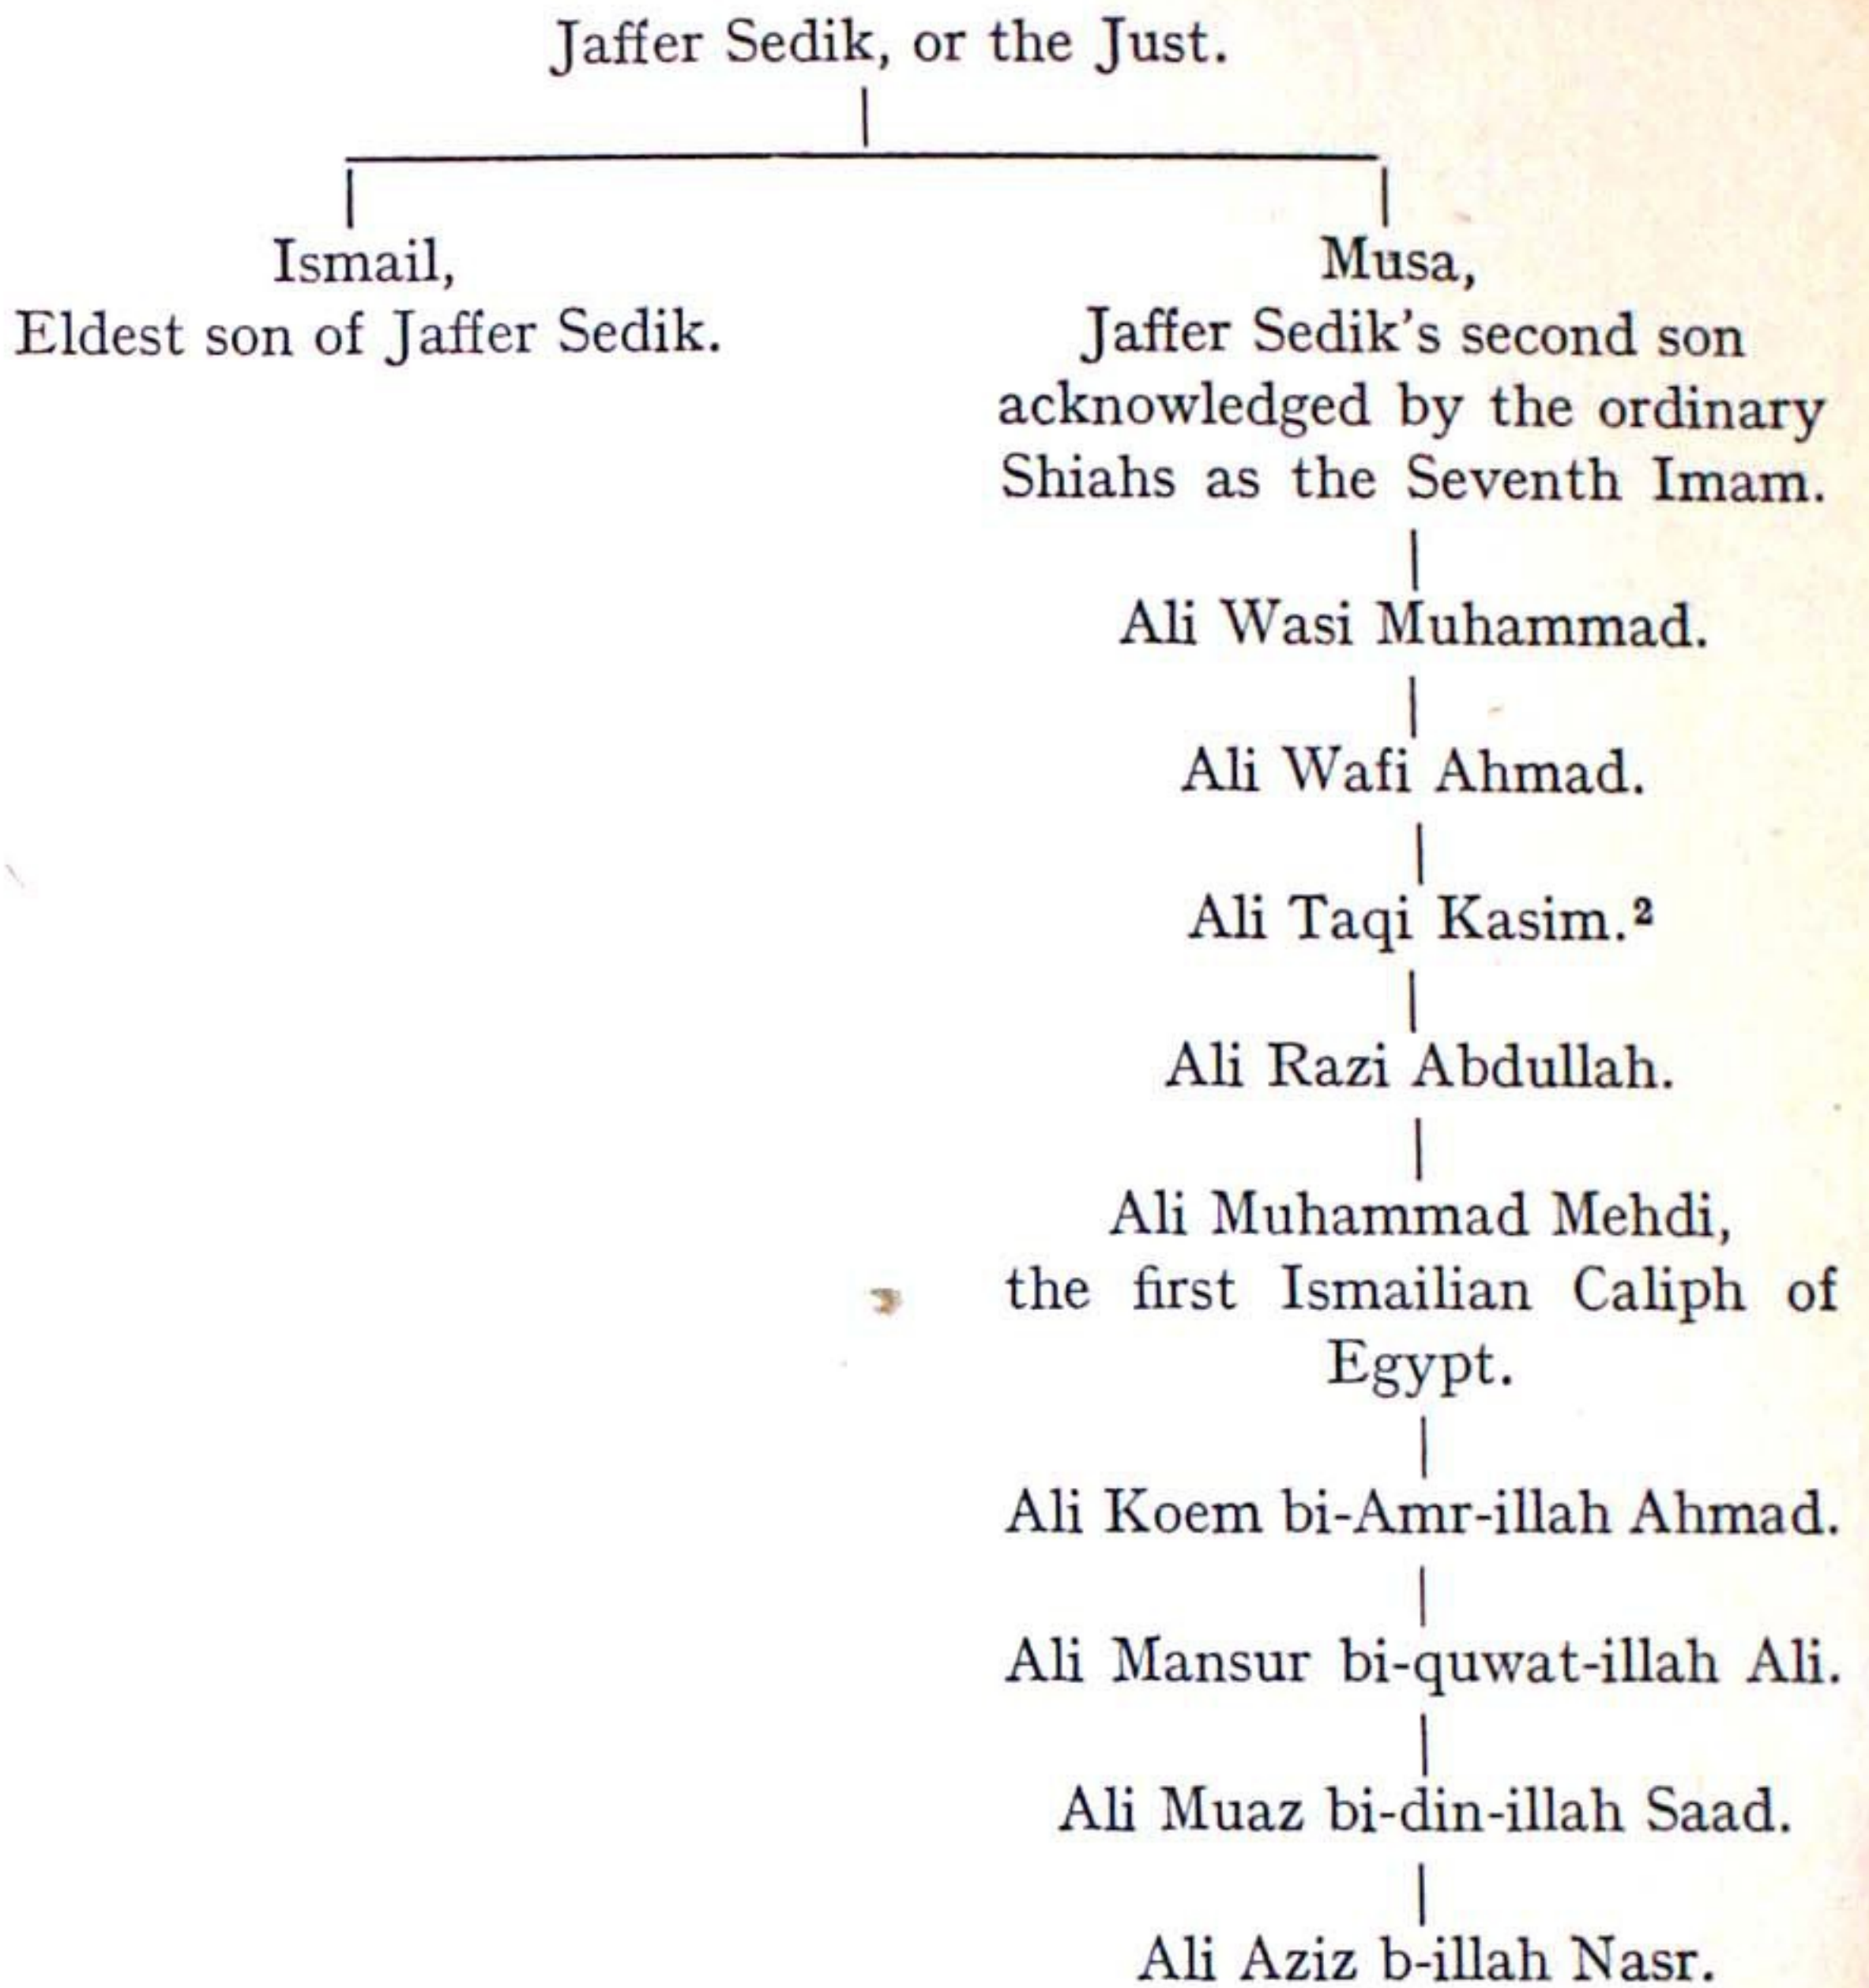 Jaffer Sedik, or the Just.
Ismail,
Eldest son of Jaffer Sedik.
Musa,
Jaffer Sedik's second son
acknowledged by the ordinary
Shiahs as the Seventh Imam.
Ali Wasi Muhammad.
Ali Wafi Ahmad.
Ali Taqi Kasim.²
Ali Razi Abdullah.
Ali Muhammad Mehdi,
the first Ismailian Caliph of
Egypt.
Ali Koem bi-Amr-illah Ahmad.
Ali Mansur bi-quwat-illah Ali.
Ali Muaz bi-din-illah Saad.
Ali Aziz b-illah Nasr.